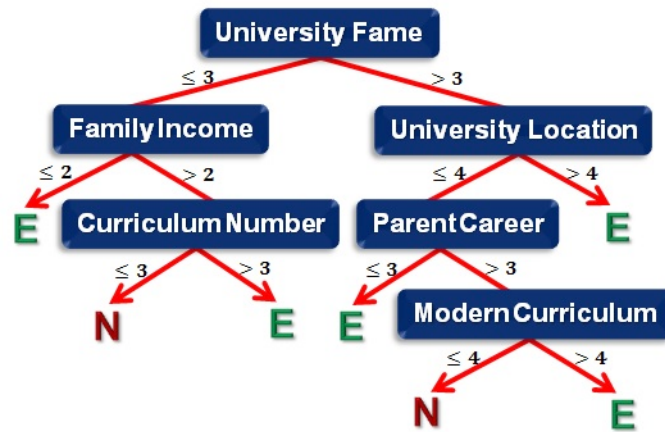 University Fame
≤ 3
> 3
Family Income
University Location
≤ 2
> 2
≤ 4
> 4
E
Curriculum Number
Parent Career
E
≤ 3
> 3
≤ 3
> 3
N
E
E
Modern Curriculum
≤ 4
> 4
N
E